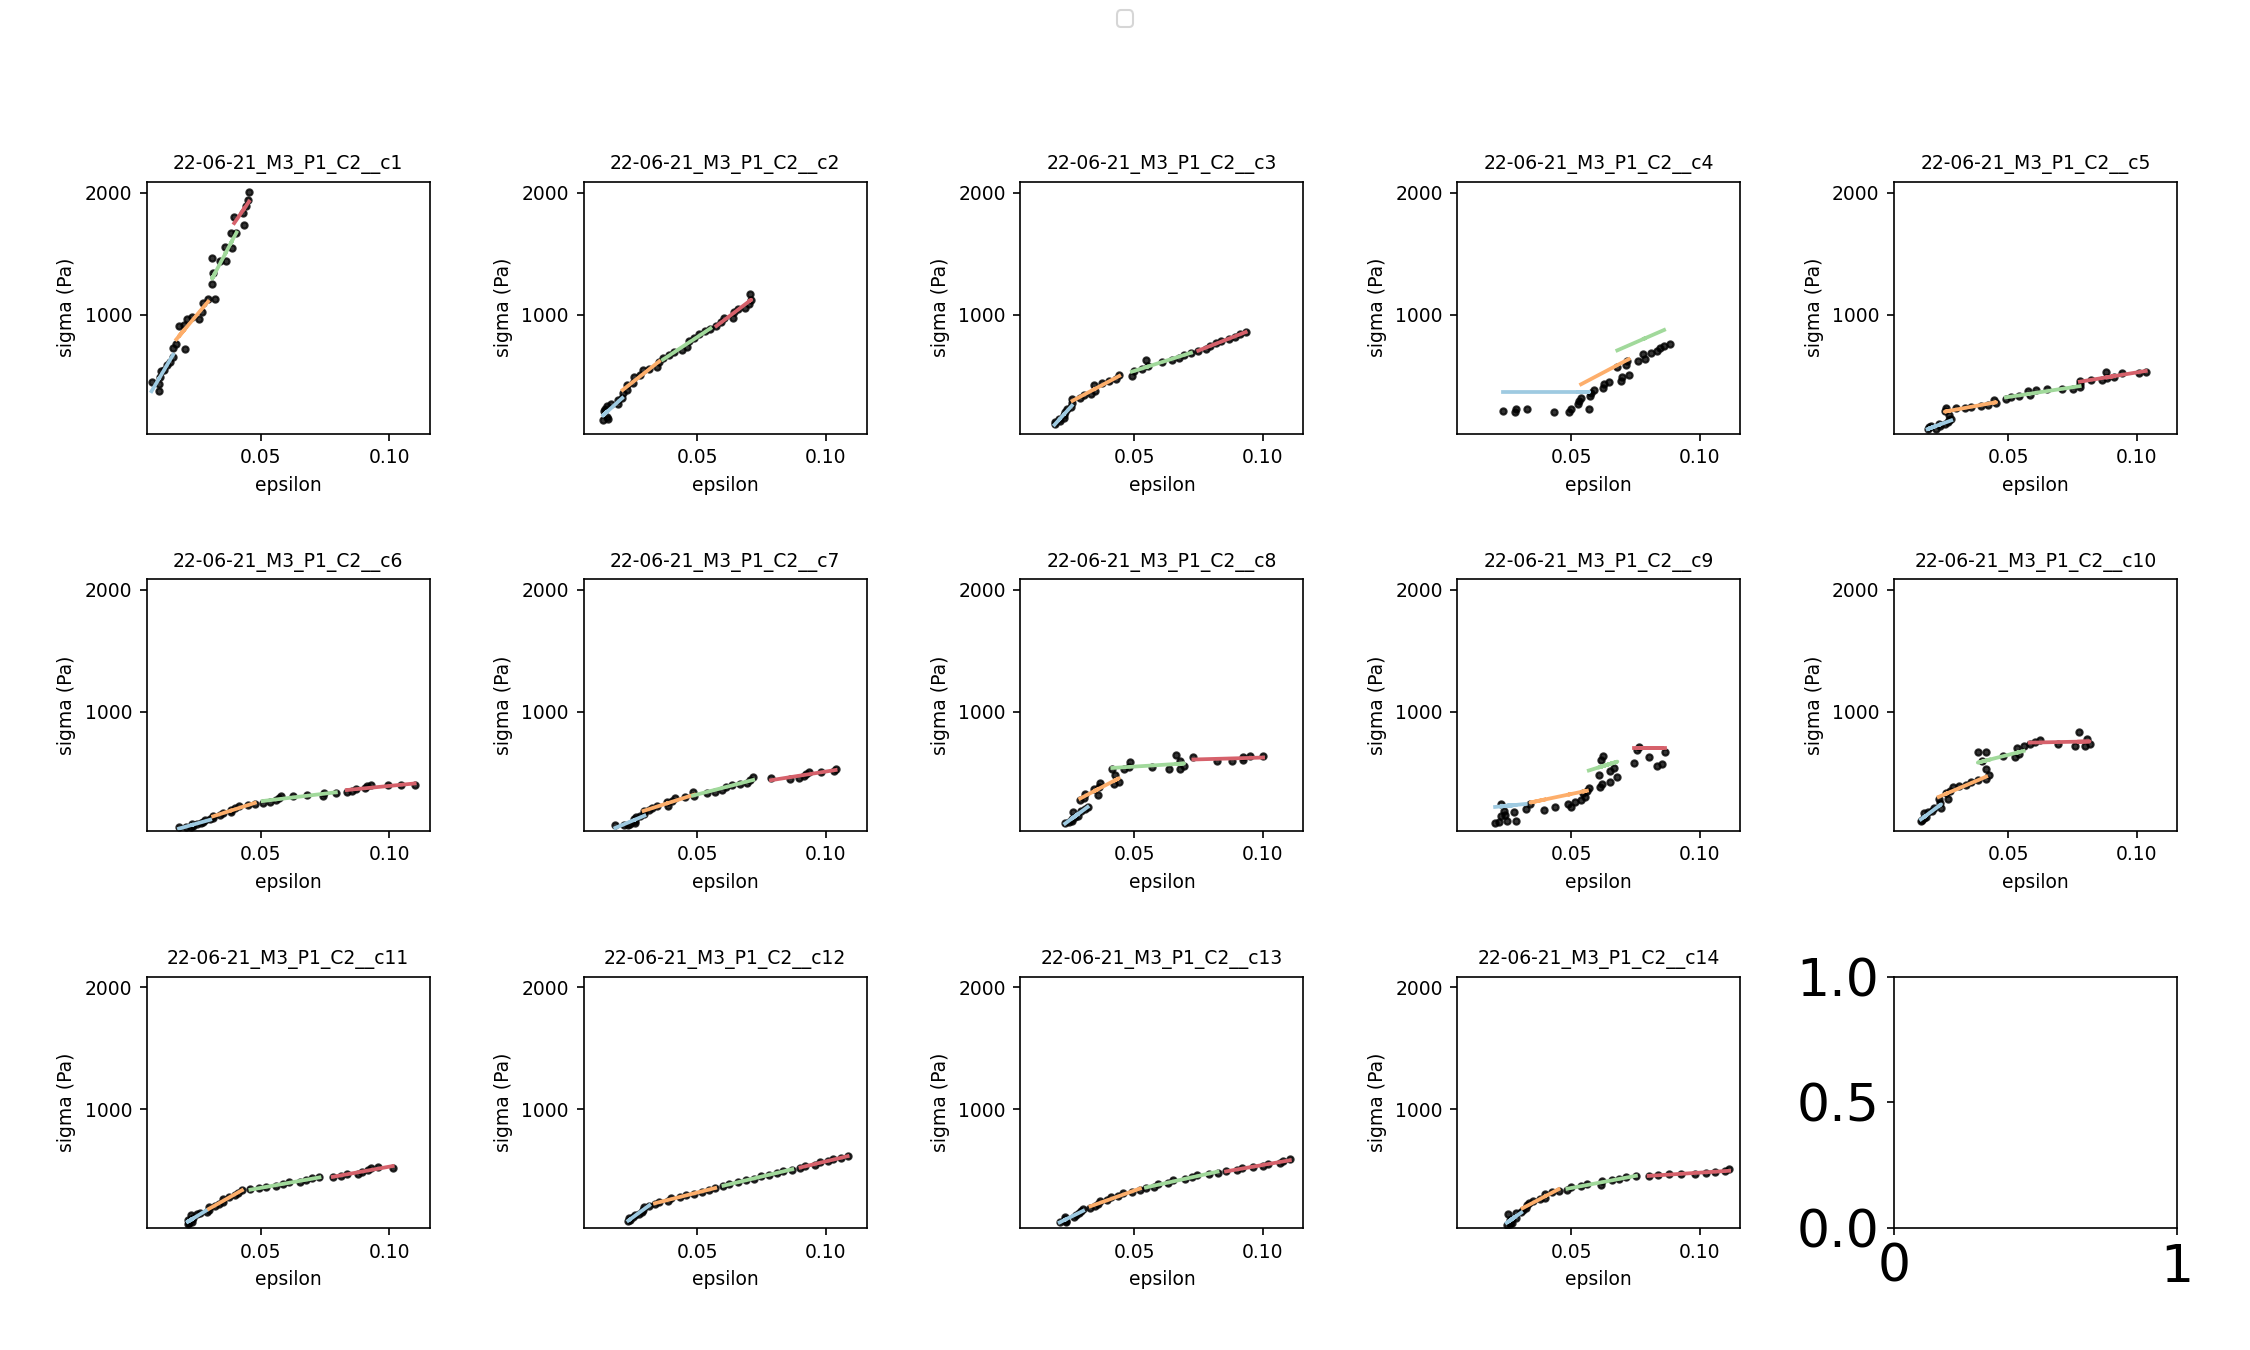 22-06-21_M3_P1_C2__c1
22-06-21_M3_P1_C2__c2
22-06-21_M3_P1_C2__c3
22-06-21_M3_P1_C2__c4
22-06-21_M3_P1_C2__c5
2000
1000
sigma (Pa)
0.05 0.10
epsilon
2000
1000
sigma (Pa)
0.05 0.10
epsilon
2000
1000
sigma (Pa)
0.05 0.10
epsilon
2000
1000
sigma (Pa)
0.05 0.10
epsilon
2000
1000
sigma (Pa)
0.05 0.10
epsilon
22-06-21_M3_P1_C2__c6
22-06-21_M3_P1_C2__c7
22-06-21_M3_P1_C2__c8
22-06-21_M3_P1_C2__c9
22-06-21_M3_P1_C2__c10
2000
1000
sigma (Pa)
0.05 0.10
epsilon
2000
1000
sigma (Pa)
0.05 0.10
epsilon
2000
1000
sigma (Pa)
0.05 0.10
epsilon
2000
1000
sigma (Pa)
0.05 0.10
epsilon
2000
1000
sigma (Pa)
0.05 0.10
epsilon
22-06-21_M3_P1_C2__c11
22-06-21_M3_P1_C2__c12
22-06-21_M3_P1_C2__c13
22-06-21_M3_P1_C2__c14
2000
1000
sigma (Pa)
0.05 0.10
epsilon
2000
1000
sigma (Pa)
0.05 0.10
epsilon
2000
1000
sigma (Pa)
0.05 0.10
epsilon
2000
1000
sigma (Pa)
0.05 0.10
epsilon
1.0
0.5
0.0
0 1